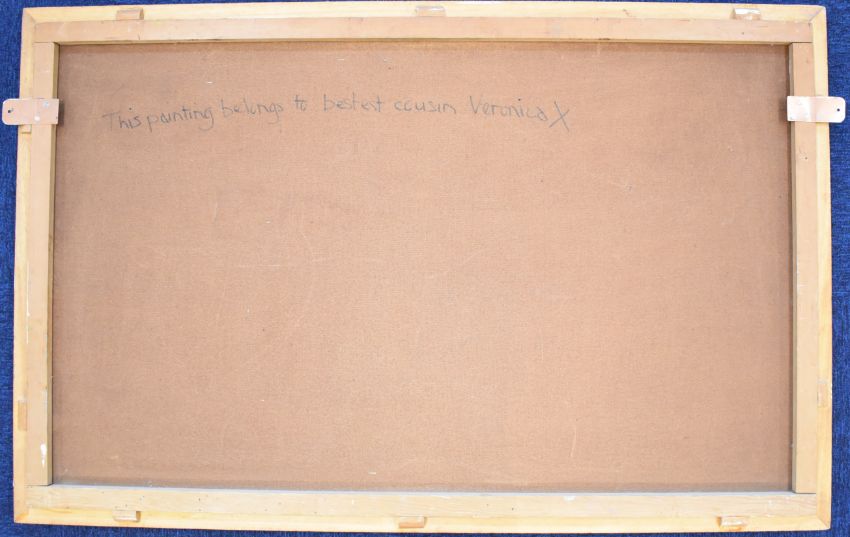 This painting belongs to bestest cousin Veronica X